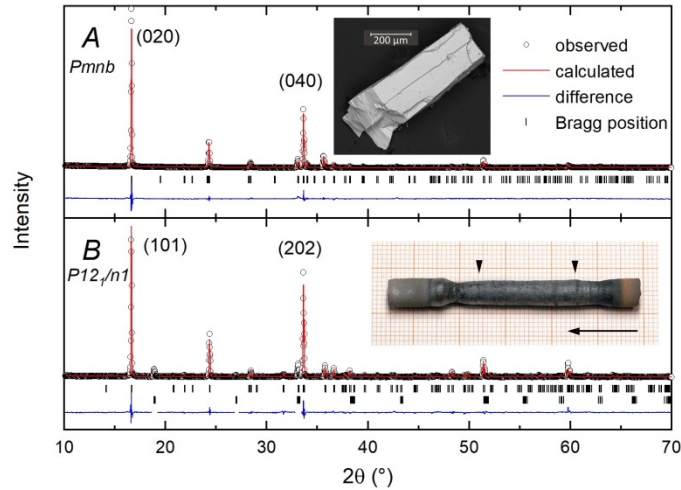 A
Pmnb
(020)
(040)
200 µm
observed
calculated
difference
Bragg position
Intensity
B
P12₁/n1
(101)
(202)
10 20 30 40 50 60 70
2θ (°)